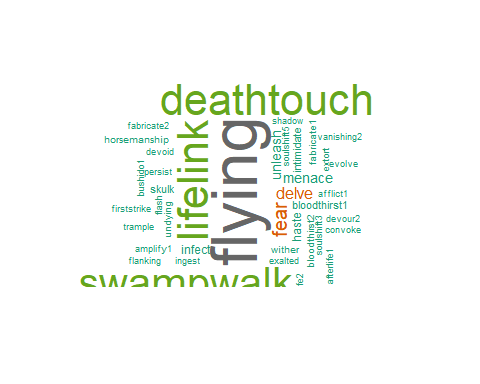 deathtouch
fabricate2
shadow
horsemanship
devoid
lifelink
flying
unleash
soulshift5
intimidate
fabricate1
extort
vanishing2
evolve
bushido1
persist
menace
skulk
flash
undying
fear
delve
afflict1
firststrike
bloodthirst1
trample
haste
bloodthirst2
soulshift3
devour2
convoke
amplify1
infect
wither
flanking
ingest
exalted
afterlife1
swampwalk
fe2